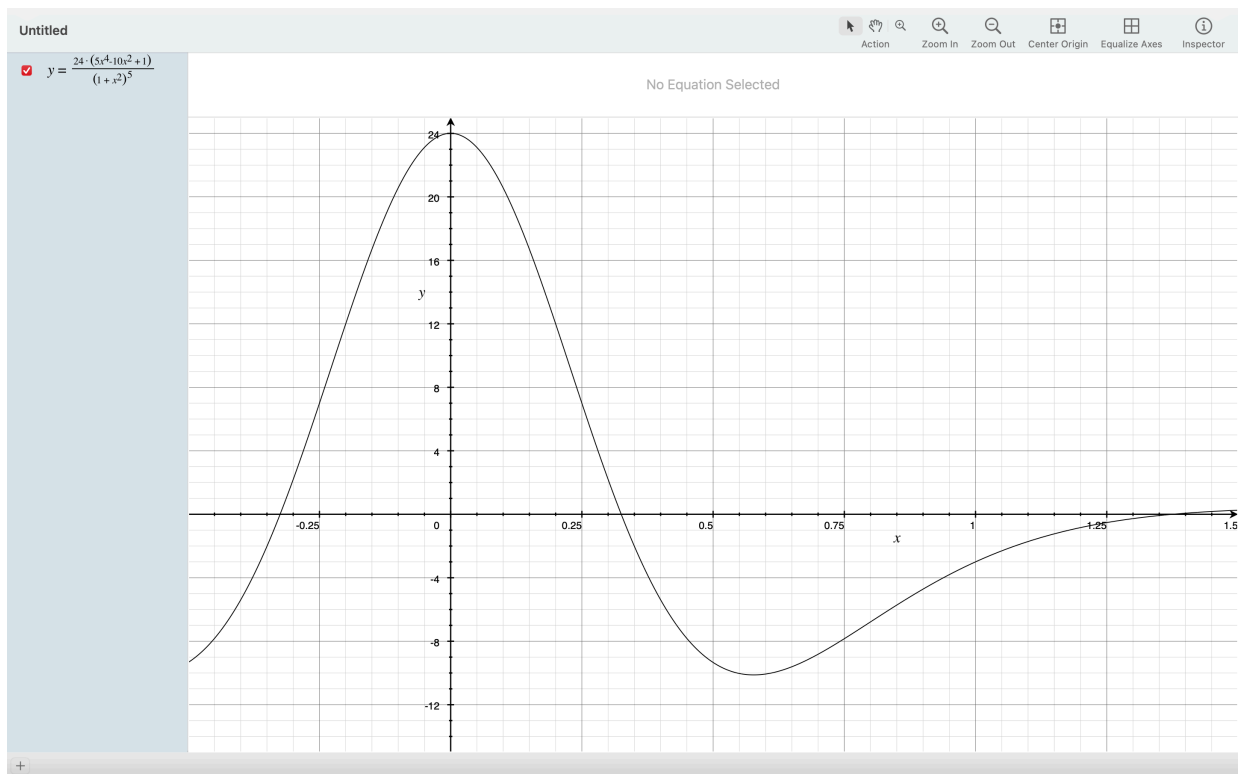 Untitled
Action
Zoom In
Zoom Out
Center Origin
Equalize Axes
Inspector
y = 24·(5x⁴-10x²+1) / (1+x²)⁵
No Equation Selected
24
20
16
y
12
8
4
-0.25
0
0.25
0.5
0.75
1
1.25
1.5
x
-4
-8
-12